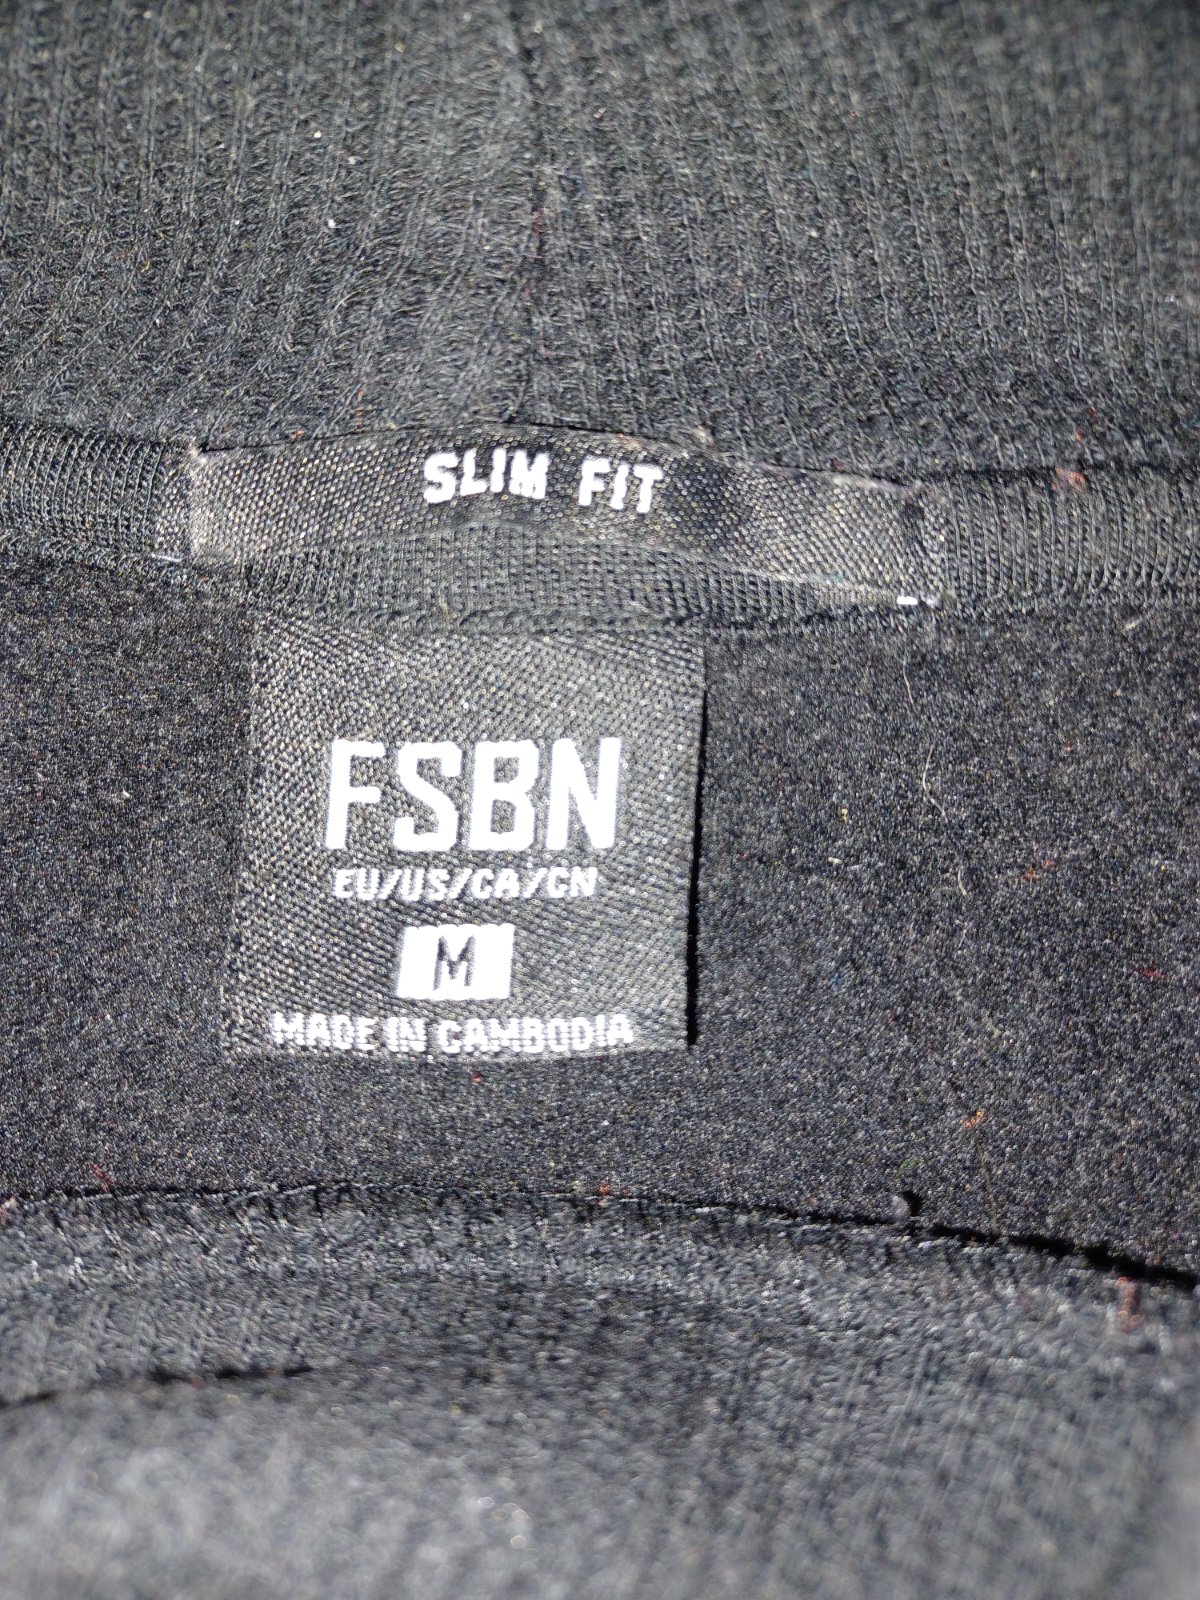 SLIM FIT
FSBN
EU/US/CA/CN
M
MADE IN CAMBODIA